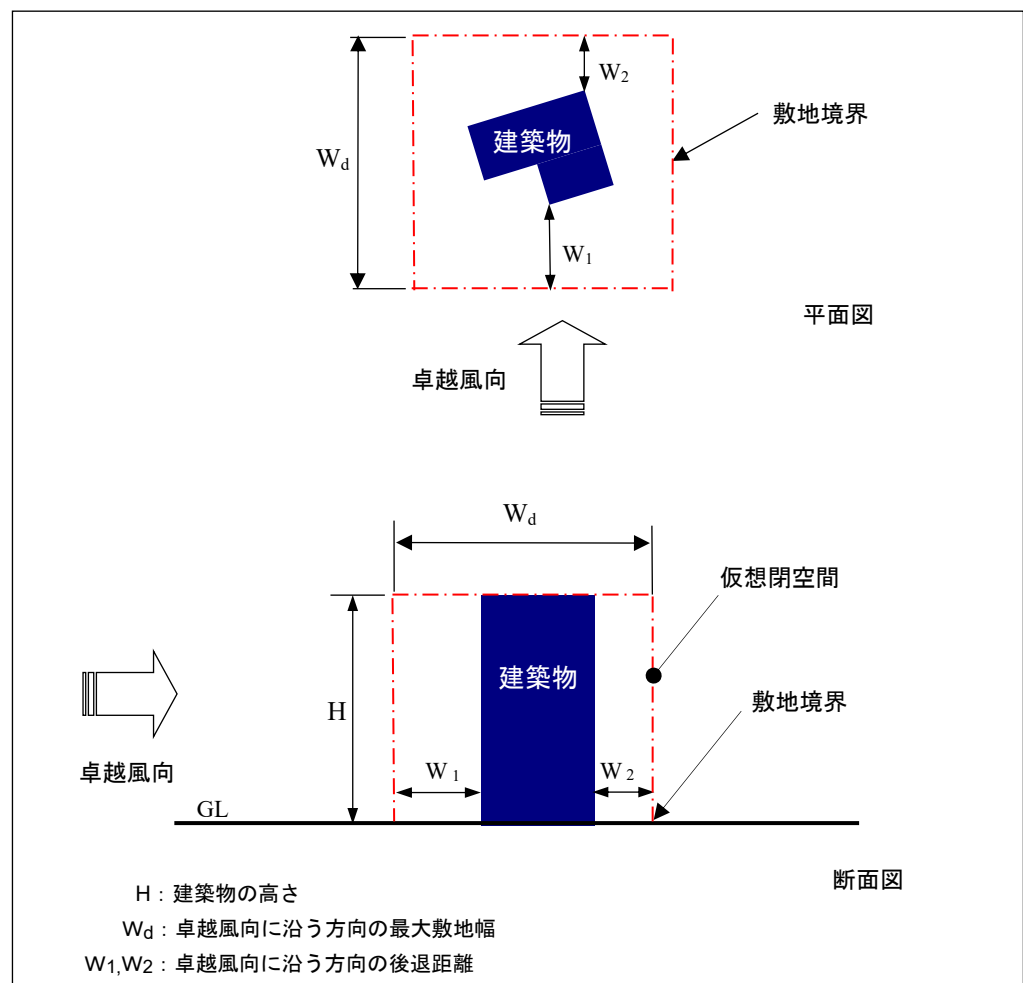 W2
建築物
敷地境界
Wd
W1
平面図
卓越風向
Wd
仮想閉空間
建築物
敷地境界
H
卓越風向
W1
W2
GL
断面図
H：建築物の高さ
Wd：卓越風向に沿う方向の最大敷地幅
W1,W2：卓越風向に沿う方向の後退距離